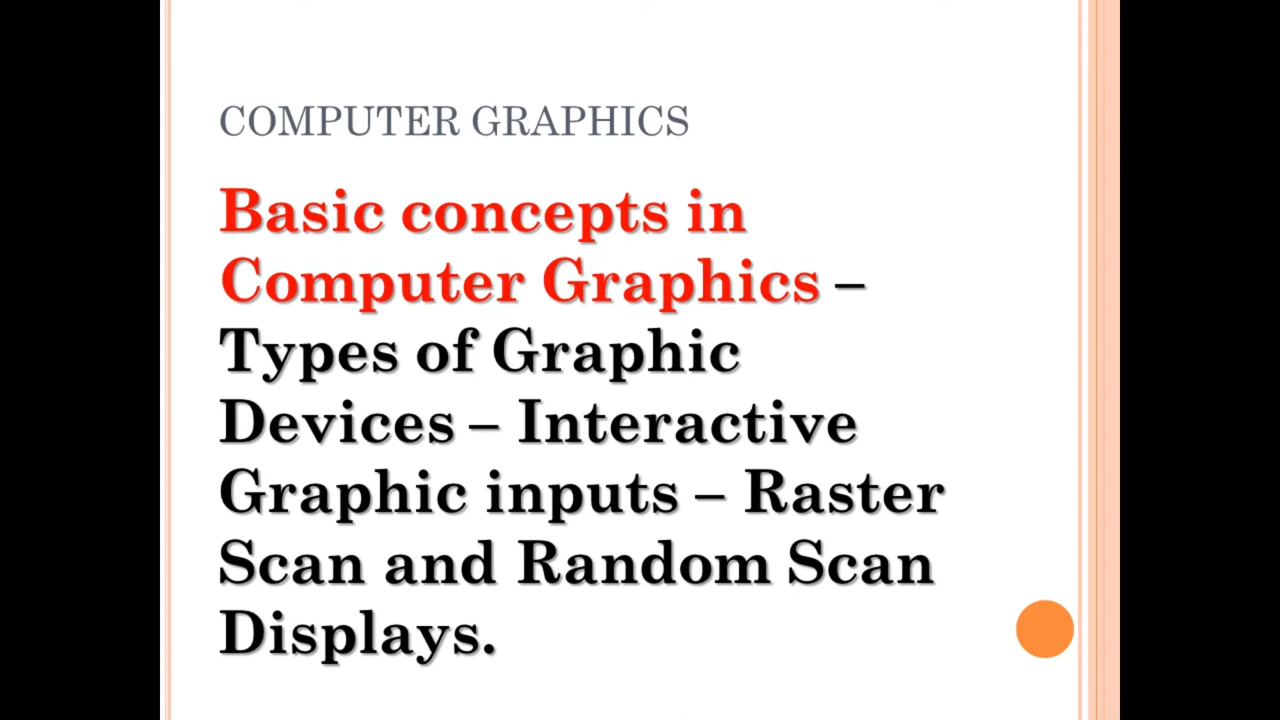 COMPUTER GRAPHICS
Basic concepts in
Computer Graphics –
Types of Graphic
Devices – Interactive
Graphic inputs – Raster
Scan and Random Scan
Displays.